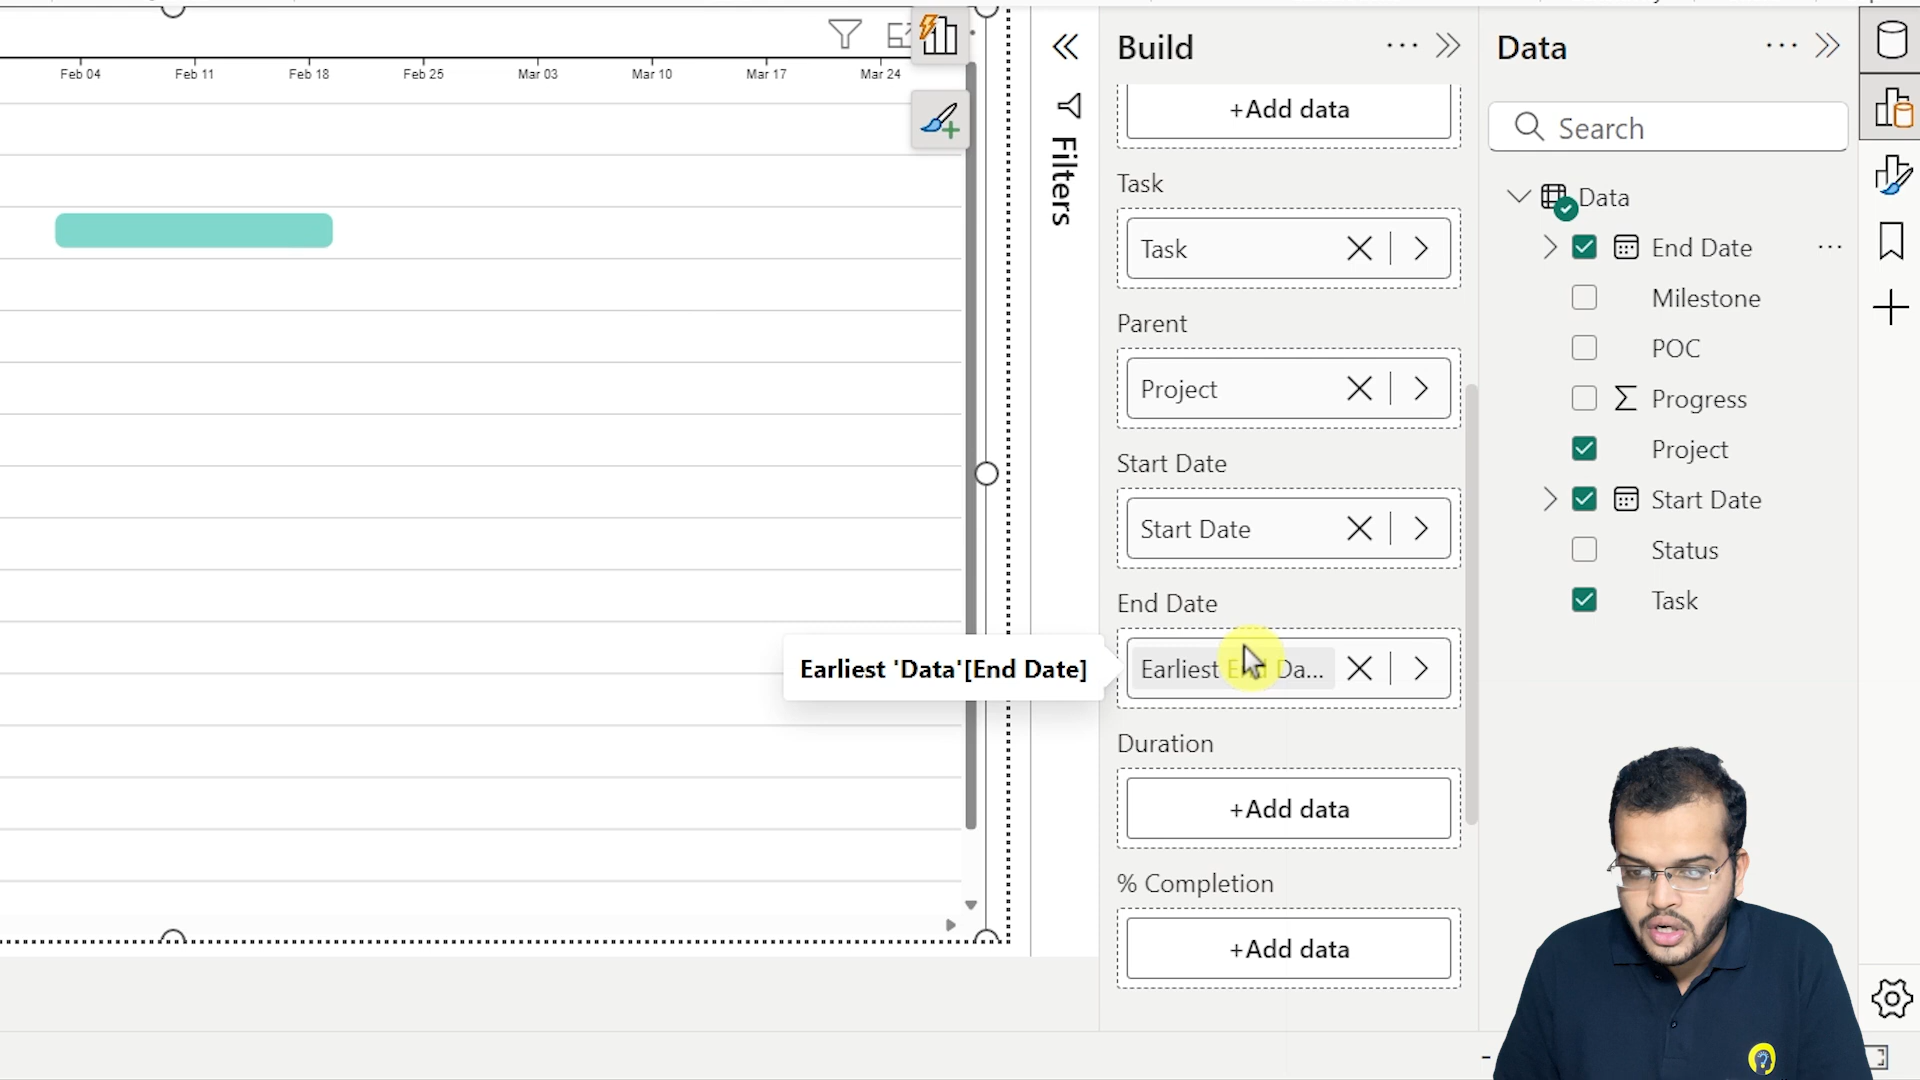 Feb 04 Feb 11 Feb 18 Feb 25 Mar 03 Mar 10 Mar 17 Mar 24
Filters
Build
+Add data
Task
Task
Parent
Project
Start Date
Start Date
End Date
Earliest End Da...
Earliest 'Data'[End Date]
Duration
+Add data
% Completion
+Add data
Data
Search
Data
End Date
Milestone
POC
Progress
Project
Start Date
Status
Task